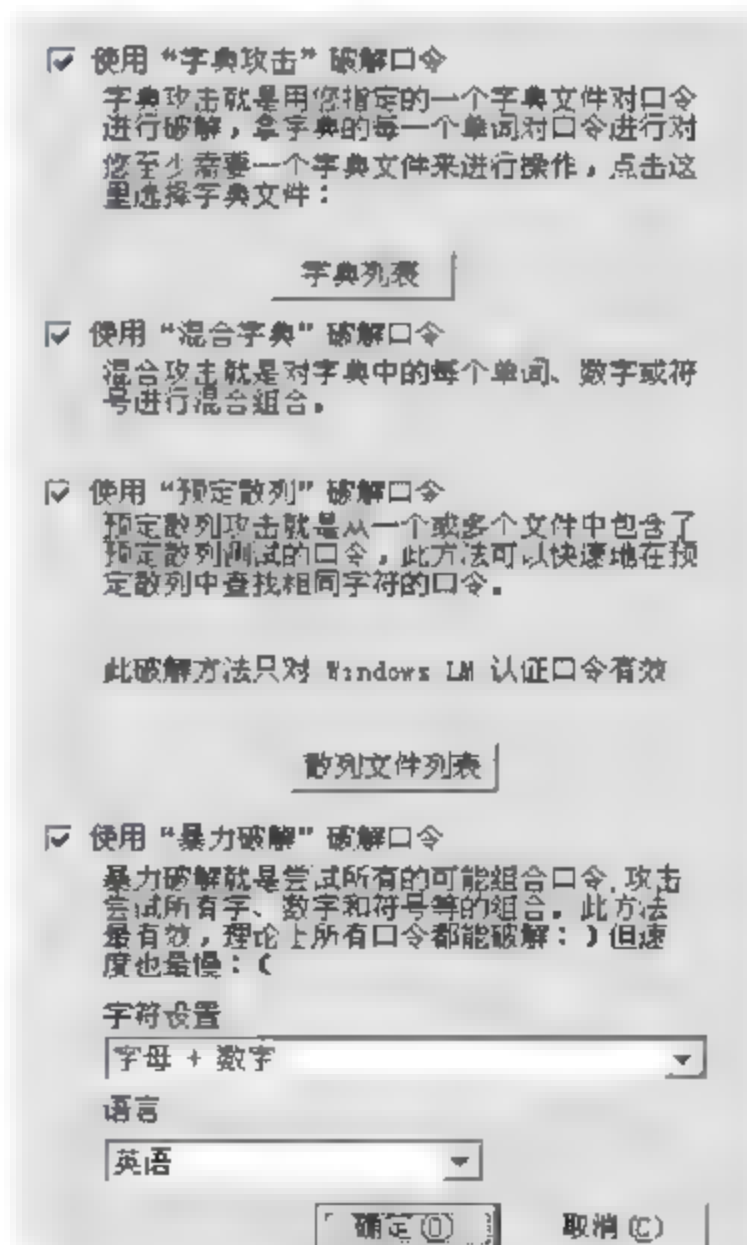 使用“字典攻击”破解口令
字典攻击就是用您指定的一个字典文件对口令
进行破解，拿字典的每一个单词对口令进行对
您至少需要一个字典文件来进行操作，点击这
里选择字典文件：
字典列表
使用“混合字典”破解口令
混合攻击就是对字典中的每个单词、数字或符
号进行混合组合。
使用“预定散列”破解口令
预定散列攻击就是从一个或多个文件中包含了
预定散列测试的口令，此方法可以快速地在预
定散列中查找相同字符的口令。
此破解方法只对 Windows LM 认证口令有效
散列文件列表
使用“暴力破解”破解口令
暴力破解就是尝试所有的可能组合口令,攻击
尝试所有字、数字和符号等的组合。此方法
最有效，理论上所有口令都能破解：)但速
度也最慢：(
字符设置
字母 + 数字
语言
英语
确定(O) 取消(C)